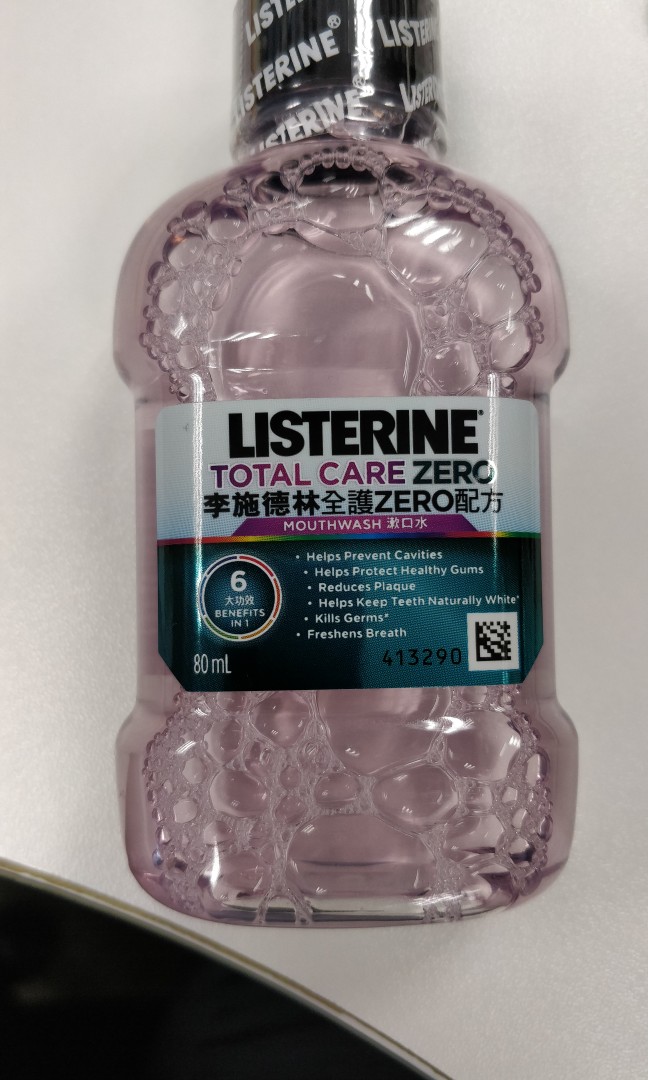 LISTERINE®
LISTERINE
LISTERINE®
TOTAL CARE ZERO
李施德林全護ZERO配方
MOUTHWASH 漱口水
6
大功效
BENEFITS
IN 1
• Helps Prevent Cavities
• Helps Protect Healthy Gums
• Reduces Plaque
• Helps Keep Teeth Naturally White*
• Kills Germs*
• Freshens Breath
80 mL
413290